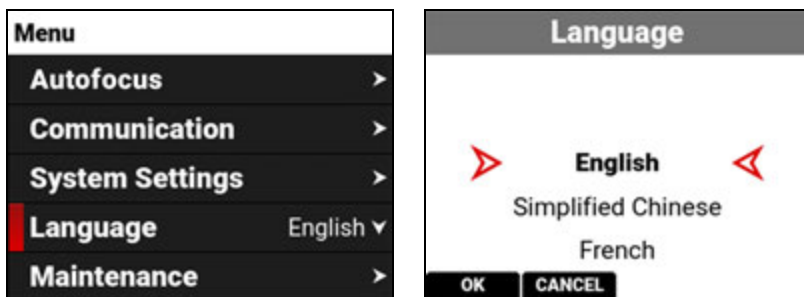 Menu
Autofocus
Communication
System Settings
Language English
Maintenance
Language
English
Simplified Chinese
French
OK CANCEL